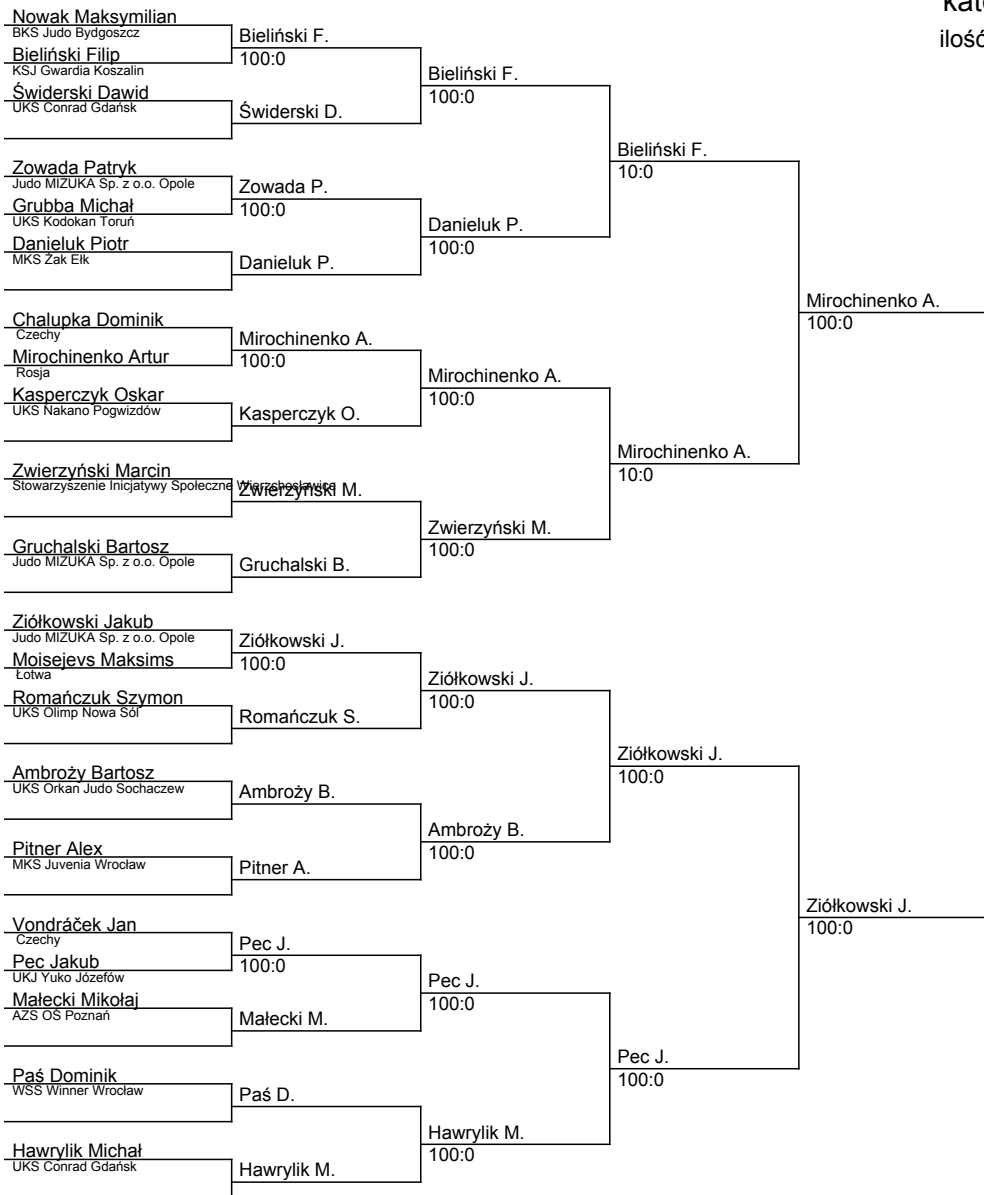 kate
ilość
Nowak Maksymilian
BKS Judo Bydgoszcz
Bieliński Filip
KSJ Gwardia Koszalin
Świderski Dawid
UKS Conrad Gdańsk
Zowada Patryk
Judo MIZUKA Sp. z o.o. Opole
Grubba Michał
UKS Kodokan Toruń
Danieluk Piotr
MKS Żak Ełk
Chalupka Dominik
Czechy
Mirochinenko Artur
Rosja
Kasperczyk Oskar
UKS Nakano Pogwizdów
Zwierzyński Marcin
Stowarzyszenie Inicjatywy Społeczne Wierzchosławice
Gruchalski Bartosz
Judo MIZUKA Sp. z o.o. Opole
Ziółkowski Jakub
Judo MIZUKA Sp. z o.o. Opole
Moisejevs Maksims
Łotwa
Romańczuk Szymon
UKS Olimp Nowa Sól
Ambroży Bartosz
UKS Orkan Judo Sochaczew
Pitner Alex
MKS Juvenia Wrocław
Vondráček Jan
Czechy
Pec Jakub
UKJ Yuko Józefów
Małecki Mikołaj
AZS OŚ Poznań
Paś Dominik
WSS Winner Wrocław
Hawrylik Michał
UKS Conrad Gdańsk
Bieliński F.
100:0
Świderski D.
Zowada P.
100:0
Danieluk P.
Mirochinenko A.
100:0
Kasperczyk O.
Zwierzyński M.
Gruchalski B.
Ziółkowski J.
100:0
Romańczuk S.
Ambroży B.
Pitner A.
Pec J.
100:0
Małecki M.
Paś D.
Hawrylik M.
Bieliński F.
100:0
Danieluk P.
100:0
Mirochinenko A.
100:0
Zwierzyński M.
100:0
Ziółkowski J.
100:0
Ambroży B.
100:0
Pec J.
100:0
Hawrylik M.
100:0
Bieliński F.
10:0
Mirochinenko A.
10:0
Ziółkowski J.
100:0
Pec J.
100:0
Mirochinenko A.
100:0
Ziółkowski J.
100:0